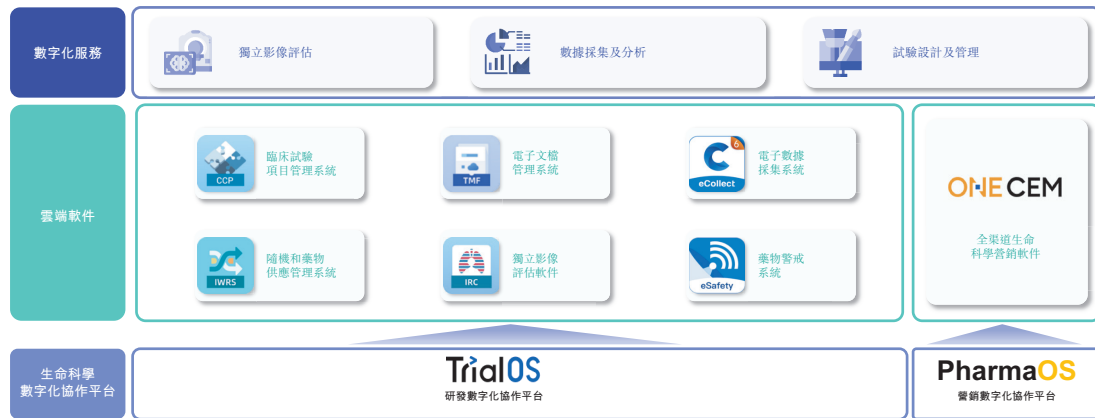 數字化服務
獨立影像評估
數據採集及分析
試驗設計及管理
雲端軟件
CCP
臨床試驗
項目管理系統
TMF
電子文檔
管理系統
C6
eCollect
電子數據
採集系統
IWRS
隨機和藥物
供應管理系統
IRC
獨立影像
評估軟件
eSafety
藥物警戒
系統
ONE CEM
全渠道生命
科學營銷軟件
生命科學
數字化協作平台
TrialOS
研發數字化協作平台
PharmaOS
營銷數字化協作平台